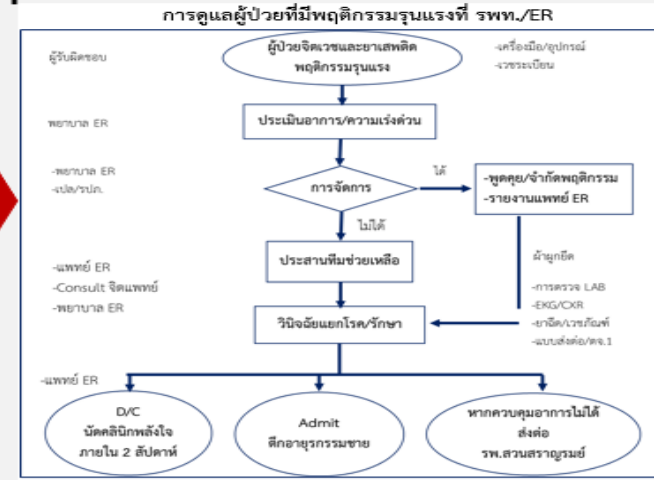 การดูแลผู้ป่วยที่มีพฤติกรรมรุนแรงที่ รพท./ER
ผู้รับผิดชอบ
ผู้ป่วยจิตเวชและยาเสพติด
พฤติกรรมรุนแรง
-เครื่องมือ/อุปกรณ์
-เวชระเบียน
พยาบาล ER
ประเมินอาการ/ความเร่งด่วน
-พยาบาล ER
-เปล/รปภ.
การจัดการ
ได้
-พูดคุย/จำกัดพฤติกรรม
-รายงานแพทย์ ER
ไม่ได้
-แพทย์ ER
-Consult จิตแพทย์
-พยาบาล ER
ประสานทีมช่วยเหลือ
ผ้าผูกยึด
-การตรวจ LAB
-EKG/CXR
-ยาฉีด/เวชภัณฑ์
-แบบส่งต่อ/ตจ.1
วินิจฉัยแยกโรค/รักษา
-แพทย์ ER
D/C
นัดคลินิกพลังใจ
ภายใน 2 สัปดาห์
Admit
ตึกอายุรกรรมชาย
หากควบคุมอาการไม่ได้
ส่งต่อ
รพ.สวนสราญรมย์